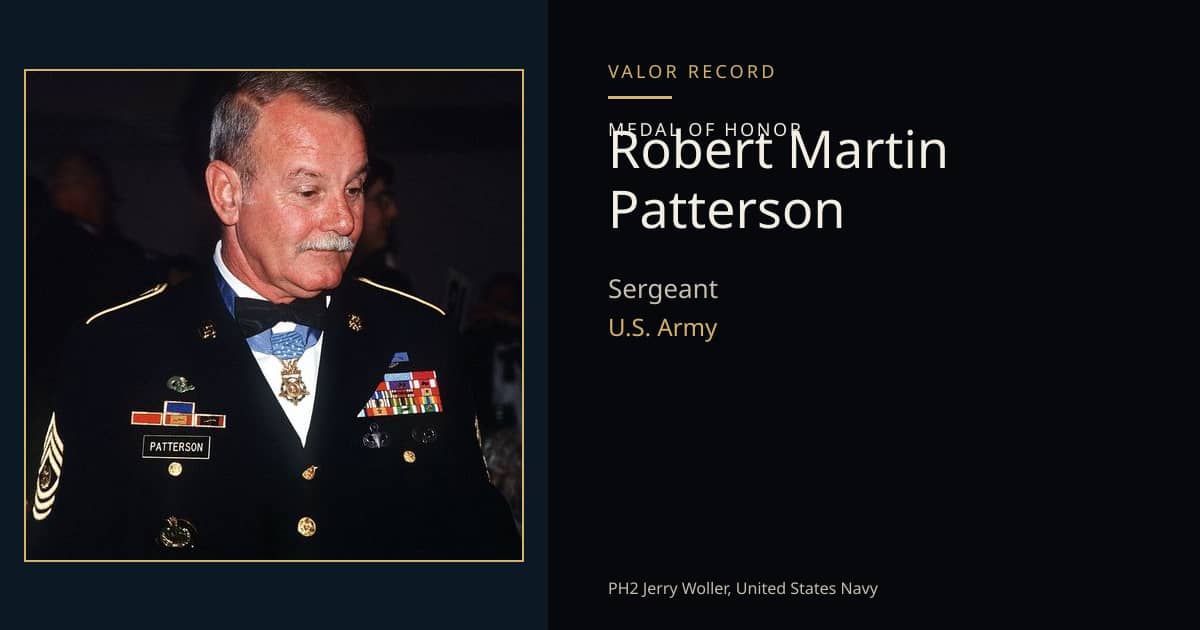 VALOR RECORD
MEDAL OF HONOR
Robert Martin
Patterson
Sergeant
U.S. Army
PATTERSON
PH2 Jerry Woller, United States Navy